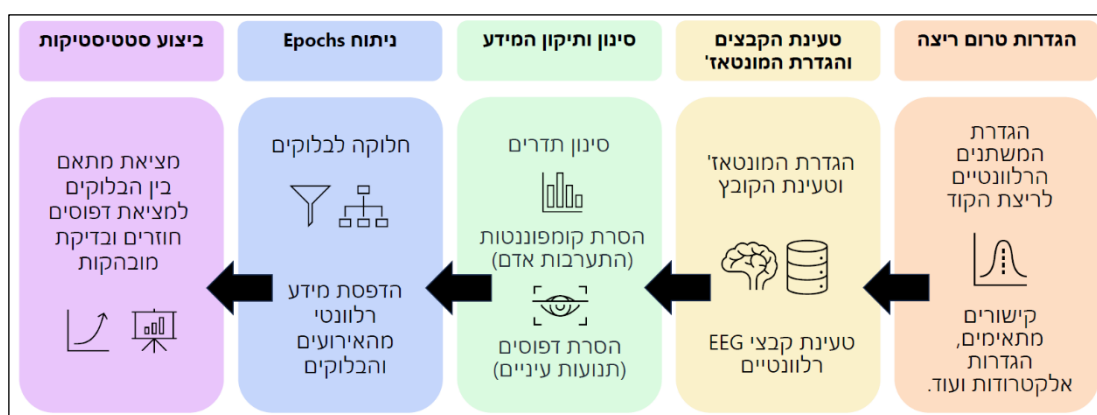 הגדרות טרום ריצה
טעינת הקבצים
והגדרת המונטאז'
סינון ותיקון המידע
ניתוח Epochs
ביצוע סטטיסטיקות
הגדרת
המשתנים
הרלוונטיים
לריצת הקוד
קישורים
מתאימים,
הגדרות
אלקטרודות ועוד.
הגדרת המונטאז'
וטעינת הקובץ
טעינת קבצי EEG
רלוונטיים
סינון תדרים
הסרת קומפוננטות
(התערבות אדם)
הסרת דפוסים
(תנועות עיניים)
חלוקה לבלוקים
הדפסת מידע
רלוונטי
מהאירועים
והבלוקים
מציאת מתאם
בין הבלוקים
למציאת דפוסים
חוזרים ובדיקת
מובהקות